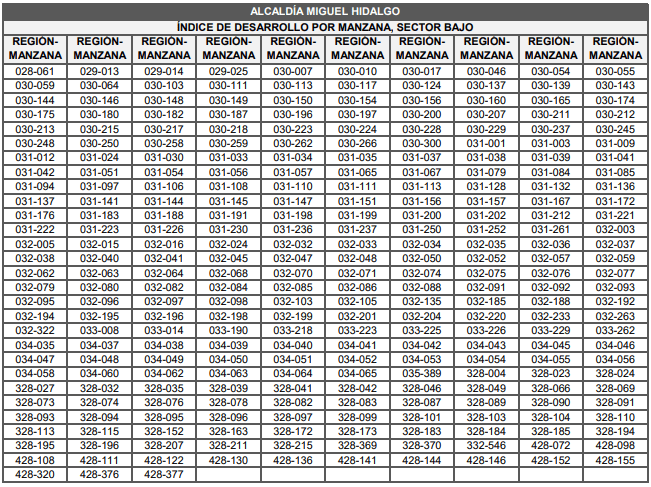 ALCALDÍA MIGUEL HIDALGO
ÍNDICE DE DESARROLLO POR MANZANA, SECTOR BAJO
REGIÓN- REGIÓN- REGIÓN- REGIÓN- REGIÓN- REGIÓN- REGIÓN- REGIÓN- REGIÓN- REGIÓN-
MANZANA MANZANA MANZANA MANZANA MANZANA MANZANA MANZANA MANZANA MANZANA MANZANA
028-061 029-013 029-014 029-025 030-007 030-010 030-017 030-046 030-054 030-055
030-059 030-064 030-103 030-111 030-113 030-117 030-124 030-137 030-139 030-143
030-144 030-146 030-148 030-149 030-150 030-154 030-156 030-160 030-165 030-174
030-175 030-180 030-182 030-187 030-196 030-197 030-200 030-207 030-211 030-212
030-213 030-215 030-217 030-218 030-223 030-224 030-228 030-229 030-237 030-245
030-248 030-250 030-258 030-259 030-262 030-266 030-300 031-001 031-003 031-009
031-012 031-024 031-030 031-033 031-034 031-035 031-037 031-038 031-039 031-041
031-042 031-051 031-054 031-056 031-057 031-065 031-067 031-079 031-084 031-085
031-094 031-097 031-106 031-108 031-110 031-111 031-113 031-128 031-132 031-136
031-137 031-141 031-144 031-145 031-147 031-151 031-156 031-157 031-167 031-172
031-176 031-183 031-188 031-191 031-198 031-199 031-200 031-202 031-212 031-221
031-222 031-223 031-226 031-230 031-236 031-237 031-250 031-252 031-261 032-003
032-005 032-015 032-016 032-024 032-032 032-033 032-034 032-035 032-036 032-037
032-038 032-040 032-041 032-045 032-047 032-048 032-050 032-052 032-057 032-059
032-062 032-063 032-064 032-068 032-070 032-071 032-074 032-075 032-076 032-077
032-079 032-080 032-082 032-084 032-085 032-086 032-088 032-091 032-092 032-093
032-095 032-096 032-097 032-098 032-103 032-105 032-135 032-185 032-188 032-192
032-194 032-195 032-196 032-198 032-199 032-201 032-204 032-220 032-233 032-263
032-322 033-008 033-014 033-190 033-218 033-223 033-225 033-226 033-229 033-262
034-035 034-037 034-038 034-039 034-040 034-041 034-042 034-043 034-045 034-046
034-047 034-048 034-049 034-050 034-051 034-052 034-053 034-054 034-055 034-056
034-058 034-060 034-062 034-063 034-064 034-065 035-389 328-004 328-023 328-024
328-027 328-032 328-035 328-039 328-041 328-042 328-046 328-049 328-066 328-069
328-073 328-074 328-076 328-078 328-082 328-083 328-087 328-089 328-090 328-091
328-093 328-094 328-095 328-096 328-097 328-099 328-101 328-103 328-104 328-110
328-113 328-115 328-152 328-163 328-172 328-173 328-183 328-184 328-185 328-194
328-195 328-196 328-207 328-211 328-215 328-369 328-370 332-546 428-072 428-098
428-108 428-111 428-122 428-130 428-136 428-141 428-144 428-146 428-152 428-155
428-320 428-376 428-377